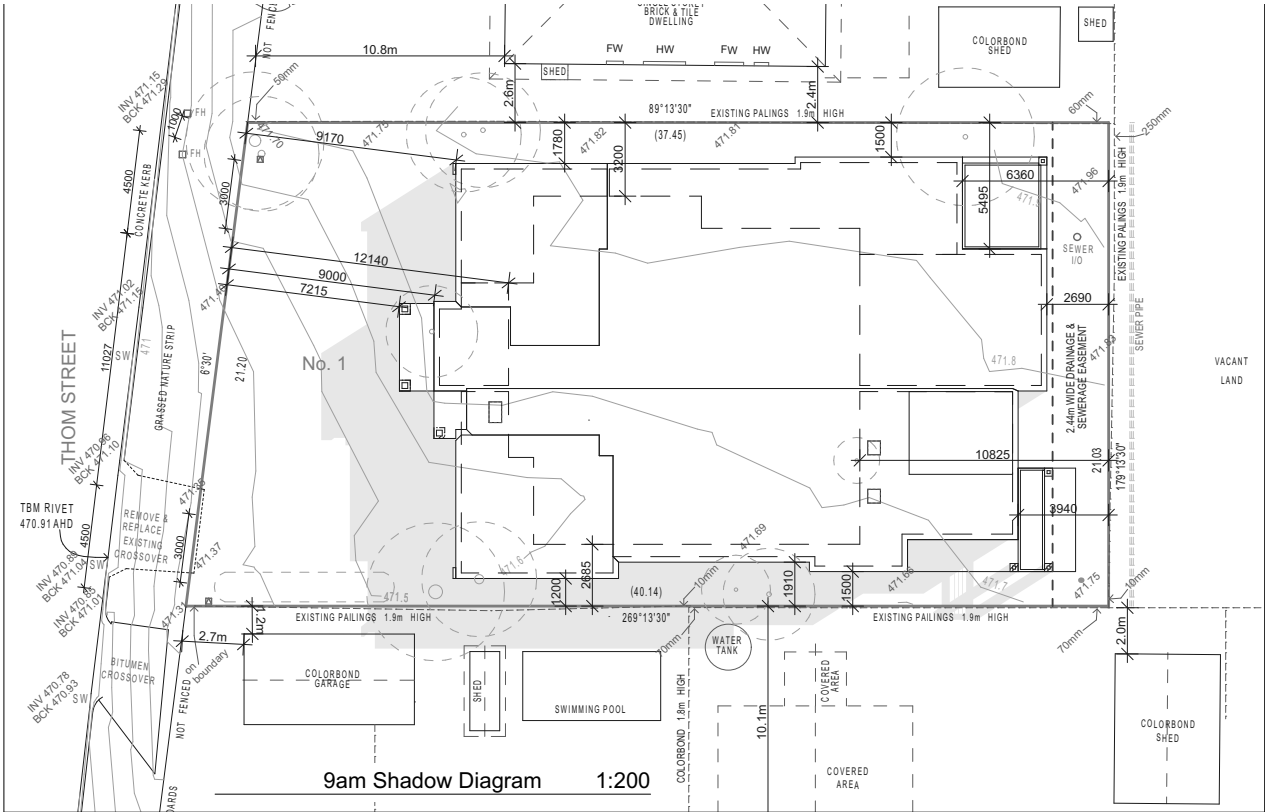 SINGLE STOREY
BRICK & TILE
DWELLING
FW
HW
FW
HW
SHED
COLORBOND
SHED
SHED
NOT FENCED
10.8m
50mm
2.6m
2.4m
89°13'30"
EXISTING PALINGS 1.9m HIGH
(37.45)
60mm
250mm
INV 471.15
BCK 471.29
1000
FH
FH
471.70
471.75
471.82
471.81
471.96
9170
1780
3200
1500
6360
5495
4500
CONCRETE KERB
3000
EXISTING PALINGS 1.9m HIGH
SEWER
I/O
12140
9000
7215
471.4
2690
INV 471.02
BCK 471.15
11027
SW
471
GRASSED NATURE STRIP
6°30'
21.20
No. 1
471.8
THOM STREET
2.44m WIDE DRAINAGE &
SEWERAGE EASEMENT
SEWER PIPE
VACANT
LAND
INV 470.96
BCK 471.10
10825
21.03
179°13'30"
3940
TBM RIVET
470.91 AHD
REMOVE &
REPLACE
EXISTING
CROSSOVER
4500
3000
471.37
471.69
471.6
471.7
471.75
10mm
INV 470.89
BCK 471.04
SW
BCK 471.01
471.31
471.5
1200
2685
(40.14)
10mm
1910
1500
EXISTING PAILINGS 1.9m HIGH
269°13'30"
EXISTING PAILINGS 1.9m HIGH
70mm
1.2m
2.7m
on
boundary
2.0m
BITUMEN
CROSSOVER
INV 470.78
BCK 470.93
SW
NOT FENCED
COLORBOND
GARAGE
SHED
SWIMMING POOL
WATER
TANK
COLORBOND 1.8m HIGH
10.1m
COVERED
AREA
COVERED
AREA
COLORBOND
SHED
9am Shadow Diagram 1:200